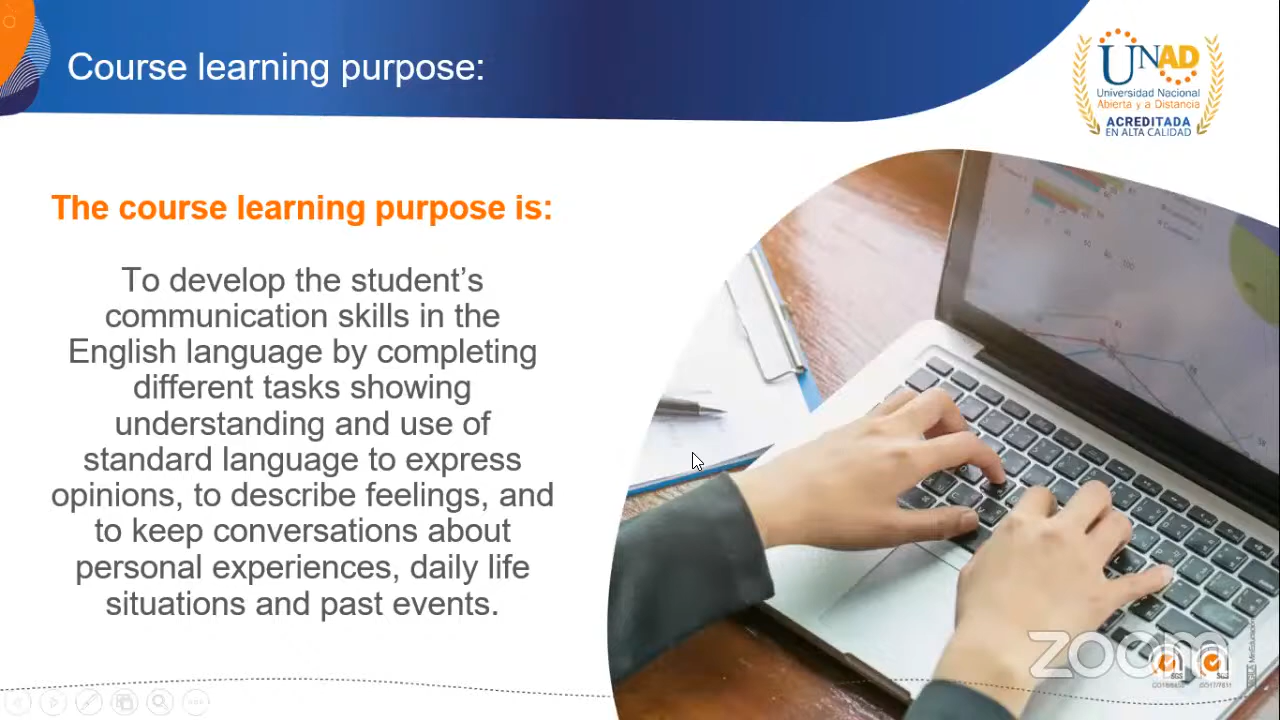 Course learning purpose:
UNAD
Universidad Nacional
Abierta y a Distancia
ACREDITADA
EN ALTA CALIDAD
The course learning purpose is:
To develop the student’s
communication skills in the
English language by completing
different tasks showing
understanding and use of
standard language to express
opinions, to describe feelings, and
to keep conversations about
personal experiences, daily life
situations and past events.
zoom
SGS
SGS